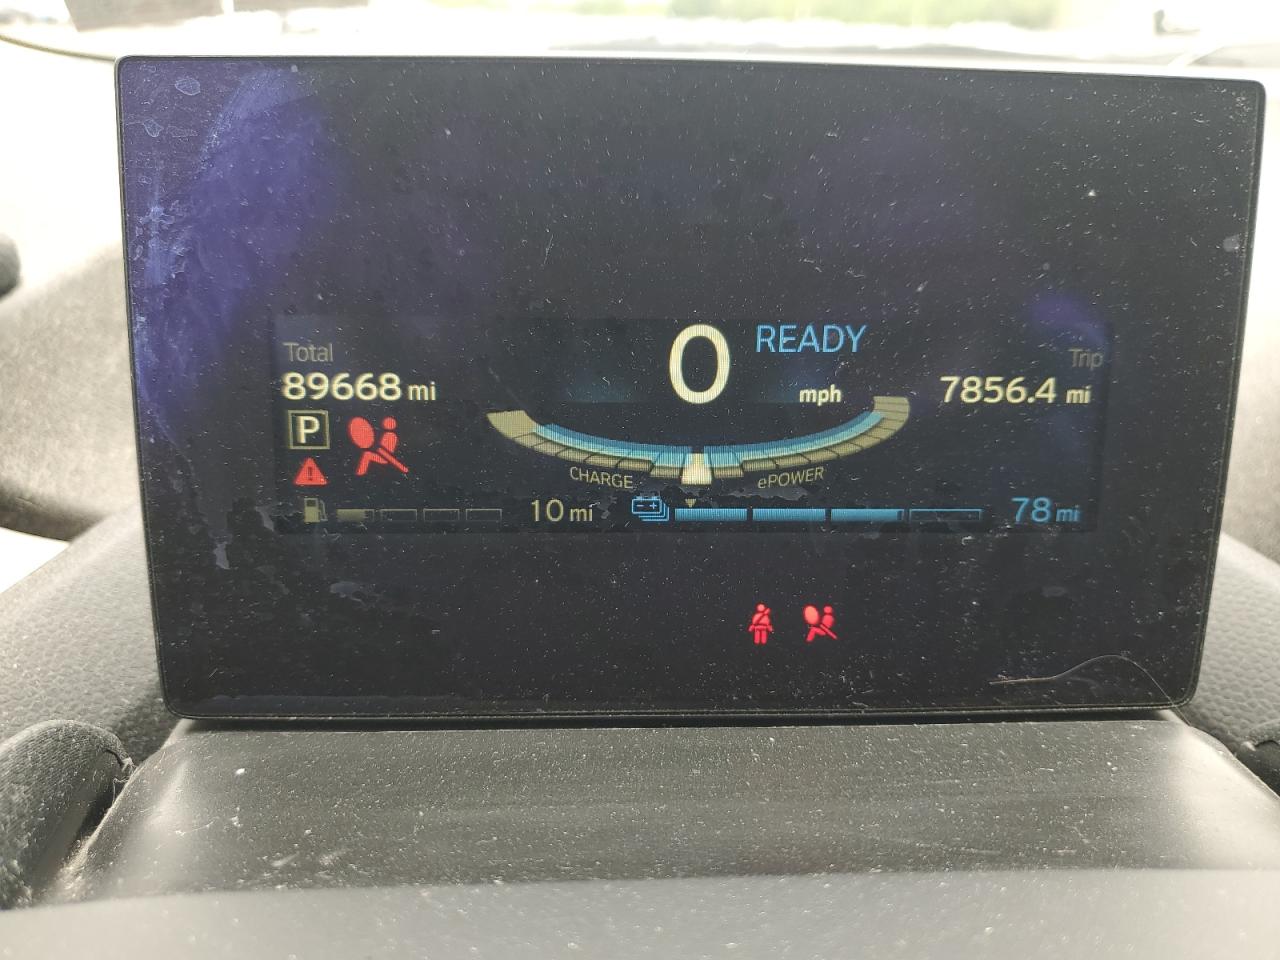 0 READY
mph
Total
89668 mi
Trip
7856.4 mi
P
CHARGE
ePOWER
10 mi
78 mi